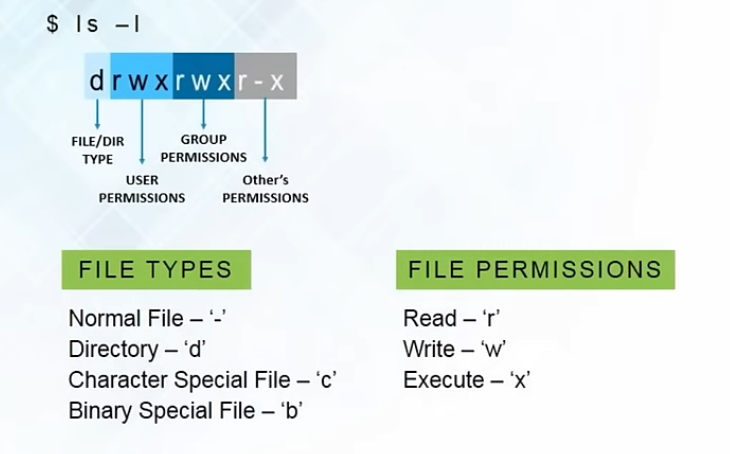 $ ls –l
drwxrwxr-x
FILE/DIR
TYPE
GROUP
PERMISSIONS
USER
PERMISSIONS
Other's
PERMISSIONS
FILE TYPES
Normal File – '-'
Directory – 'd'
Character Special File – 'c'
Binary Special File – 'b'
FILE PERMISSIONS
Read – 'r'
Write – 'w'
Execute – 'x'